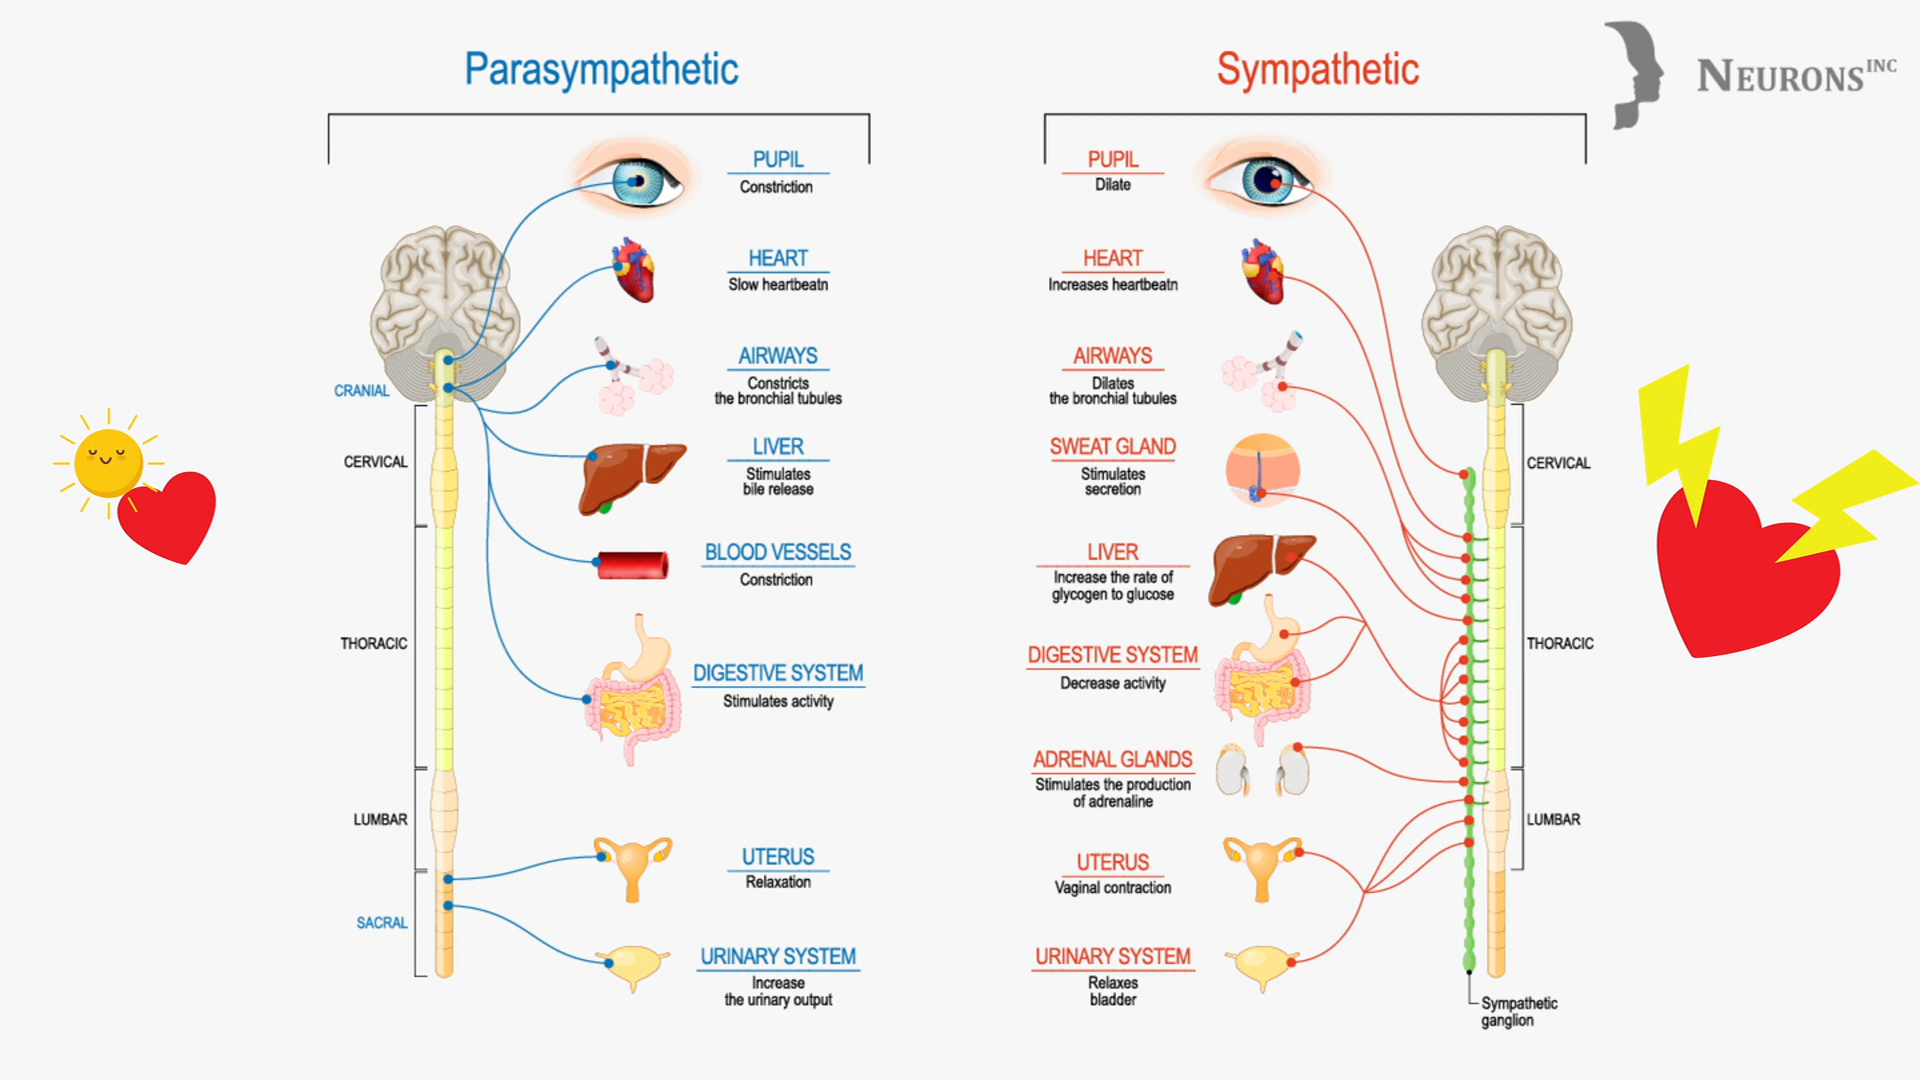 Parasympathetic
PUPIL
Constriction
HEART
Slow heartbeatn
AIRWAYS
Constricts
the bronchial tubules
LIVER
Stimulates
bile release
BLOOD VESSELS
Constriction
DIGESTIVE SYSTEM
Stimulates activity
UTERUS
Relaxation
URINARY SYSTEM
Increase
the urinary output
CRANIAL
CERVICAL
THORACIC
LUMBAR
SACRAL
Sympathetic
PUPIL
Dilate
HEART
Increases heartbeatn
AIRWAYS
Dilates
the bronchial tubules
SWEAT GLAND
Stimulates
secretion
LIVER
Increase the rate of
glycogen to glucose
DIGESTIVE SYSTEM
Decrease activity
ADRENAL GLANDS
Stimulates the production
of adrenaline
UTERUS
Vaginal contraction
URINARY SYSTEM
Relaxes
bladder
CERVICAL
THORACIC
LUMBAR
Sympathetic
ganglion
NEURONS INC